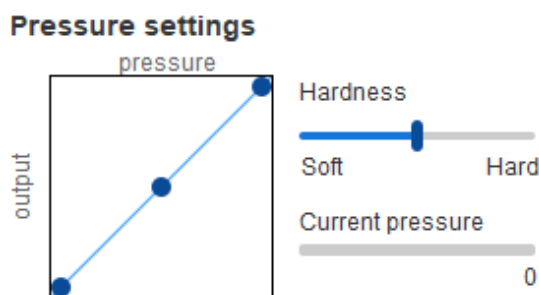 Pressure settings
pressure
output
Hardness
Soft Hard
Current pressure
0